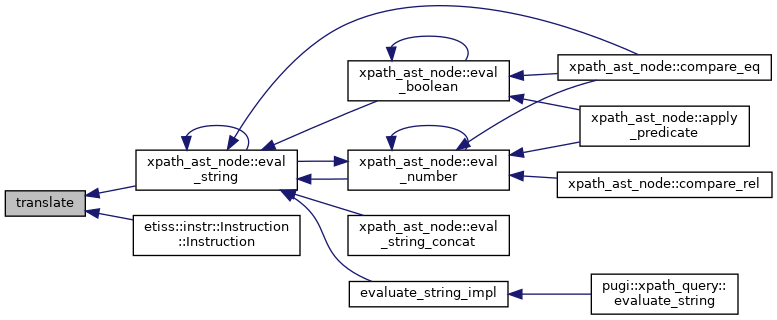 translate
xpath_ast_node::eval
_string
etiss::instr::Instruction
::Instruction
xpath_ast_node::eval
_boolean
xpath_ast_node::eval
_number
xpath_ast_node::eval
_string_concat
evaluate_string_impl
xpath_ast_node::compare_eq
xpath_ast_node::apply
_predicate
xpath_ast_node::compare_rel
pugi::xpath_query::
evaluate_string